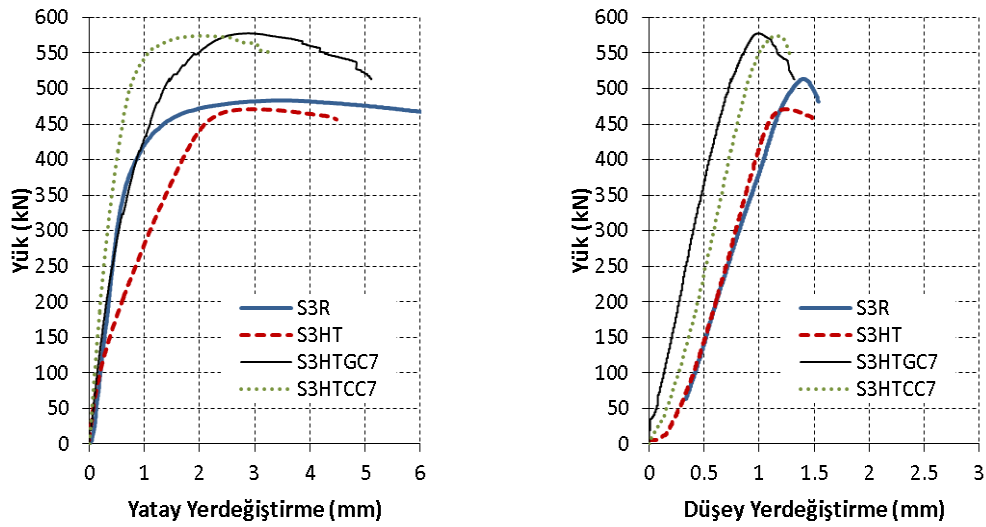 600
550
500
450
400
350
300
250
200
150
100
50
0
Yük (kN)
S3R
S3HT
S3HTGC7
S3HTCC7
0 1 2 3 4 5 6
Yatay Yerdeğiştirme (mm)
600
550
500
450
400
350
300
250
200
150
100
50
0
Yük (kN)
S3R
S3HT
S3HTGC7
S3HTCC7
0 0.5 1 1.5 2 2.5 3
Düşey Yerdeğiştirme (mm)